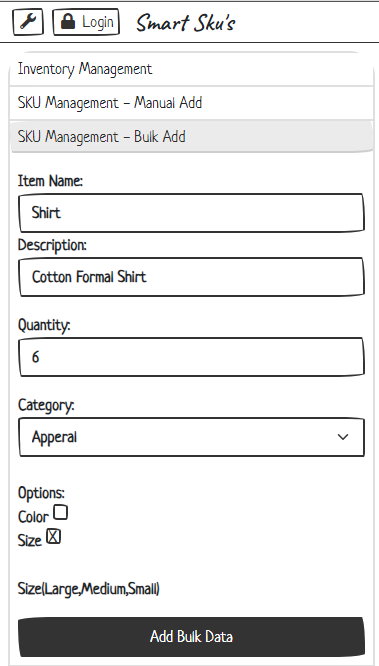 Login Smart Sku's
Inventory Management
SKU Management - Manual Add
SKU Management - Bulk Add
Item Name:
Shirt
Description:
Cotton Formal Shirt
Quantity:
6
Category:
Apperal
Options:
Color
Size
Size(Large,Medium,Small)
Add Bulk Data